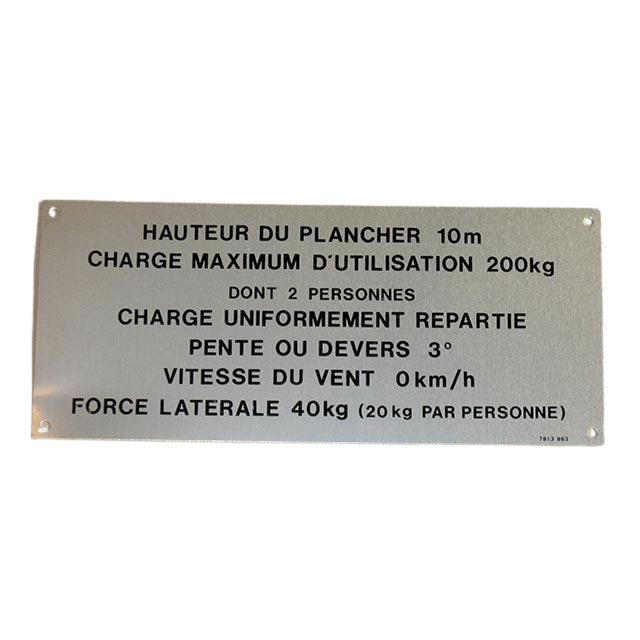 HAUTEUR DU PLANCHER 10m
CHARGE MAXIMUM D'UTILISATION 200kg
DONT 2 PERSONNES
CHARGE UNIFORMEMENT REPARTIE
PENTE OU DEVERS 3°
VITESSE DU VENT 0km/h
FORCE LATERALE 40kg (20kg PAR PERSONNE)
7813 863